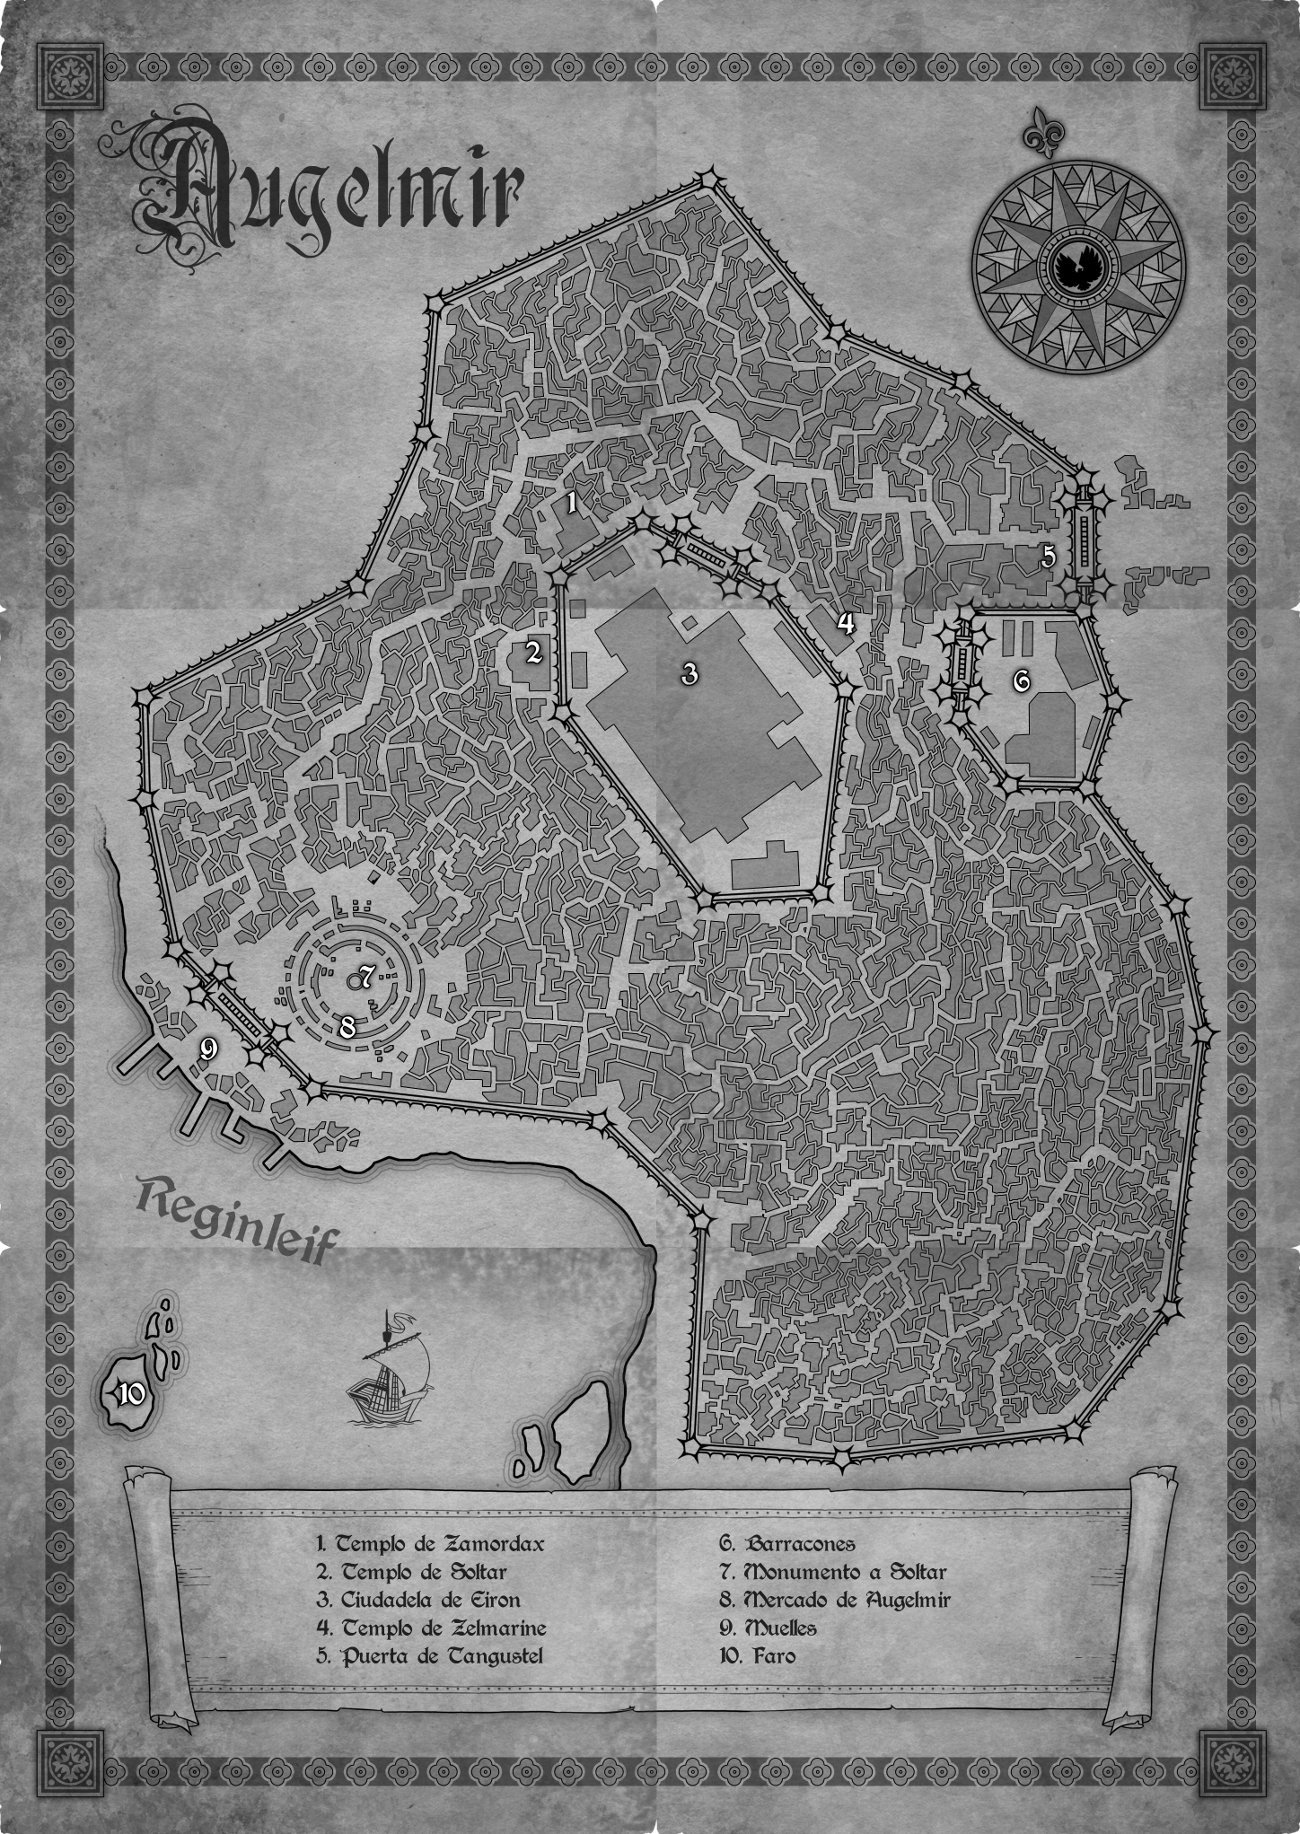 Augelmir
1
5
2
4
3
6
7
8
9
Reginleif
10
1. Templo de Zamordax
2. Templo de Soltar
3. Ciudadela de Eiron
4. Templo de Zelmarine
5. Puerta de Tangustel
6. Barracones
7. Monumento a Soltar
8. Mercado de Augelmir
9. Muelles
10. Faro